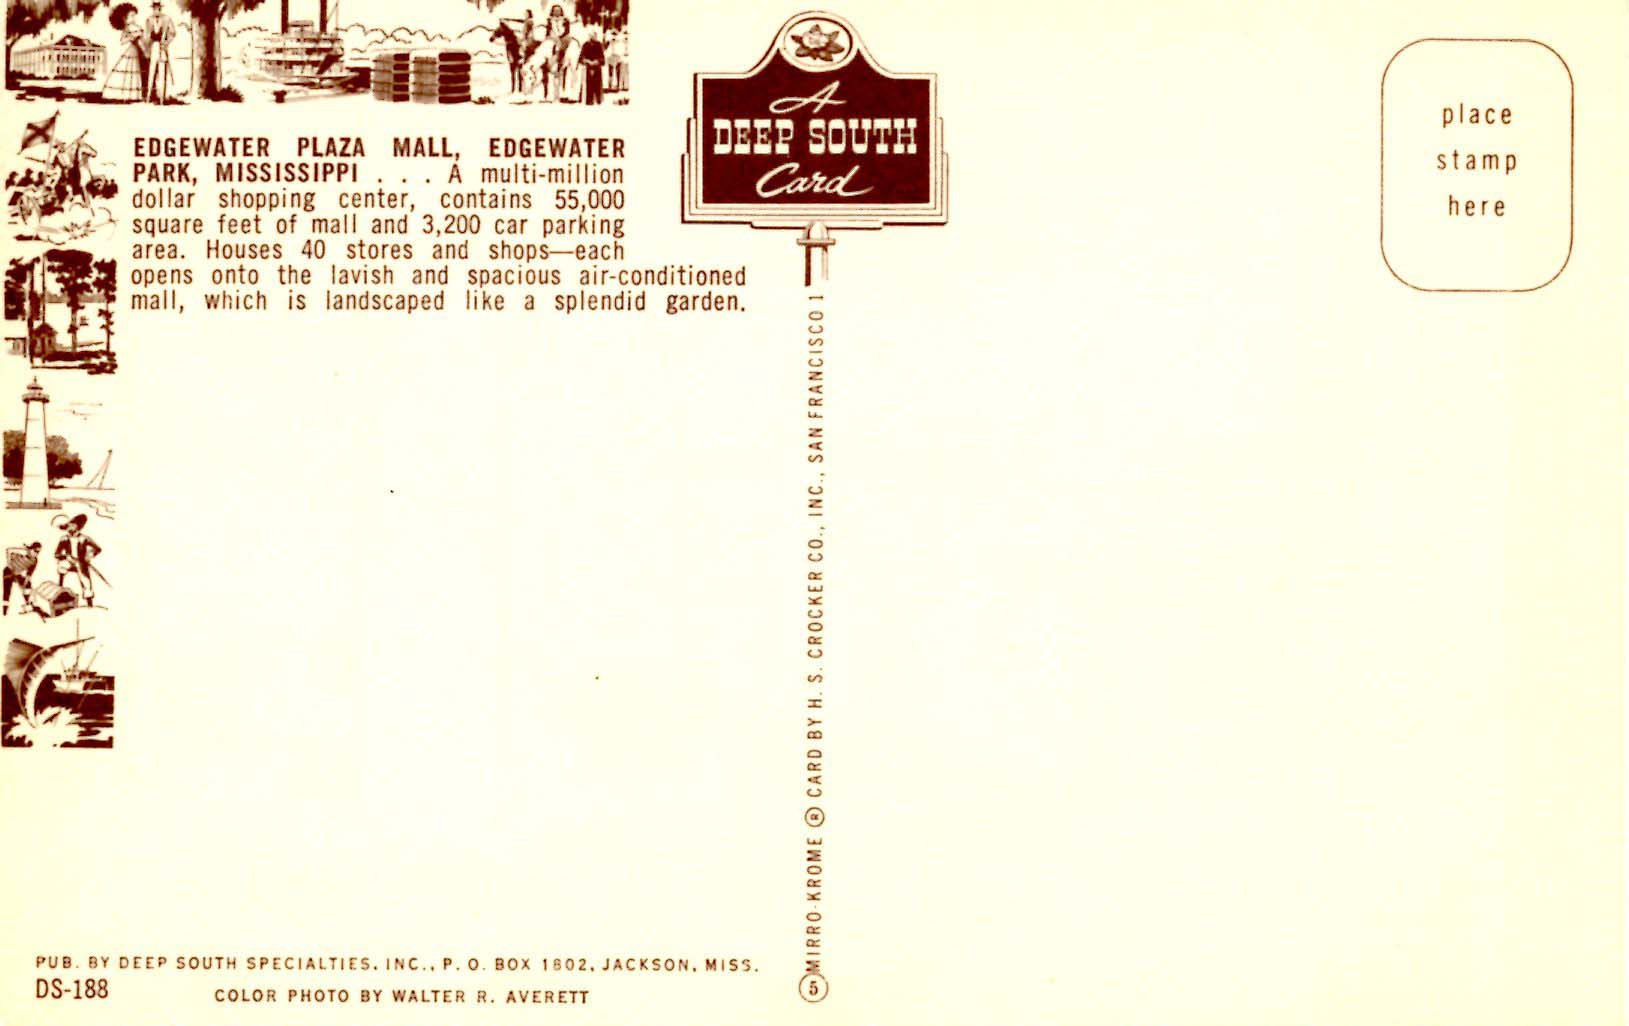 EDGEWATER PLAZA MALL, EDGEWATER
PARK, MISSISSIPPI . . . A multi-million
dollar shopping center, contains 55,000
square feet of mall and 3,200 car parking
area. Houses 40 stores and shops—each
opens onto the lavish and spacious air-conditioned
mall, which is landscaped like a splendid garden.
A
DEEP SOUTH
Card
place
stamp
here
MIRRO-KROME ® CARD BY H. S. CROCKER CO., INC., SAN FRANCISCO 1
PUB. BY DEEP SOUTH SPECIALTIES, INC., P. O. BOX 1802, JACKSON, MISS.
DS-188
COLOR PHOTO BY WALTER R. AVERETT
5